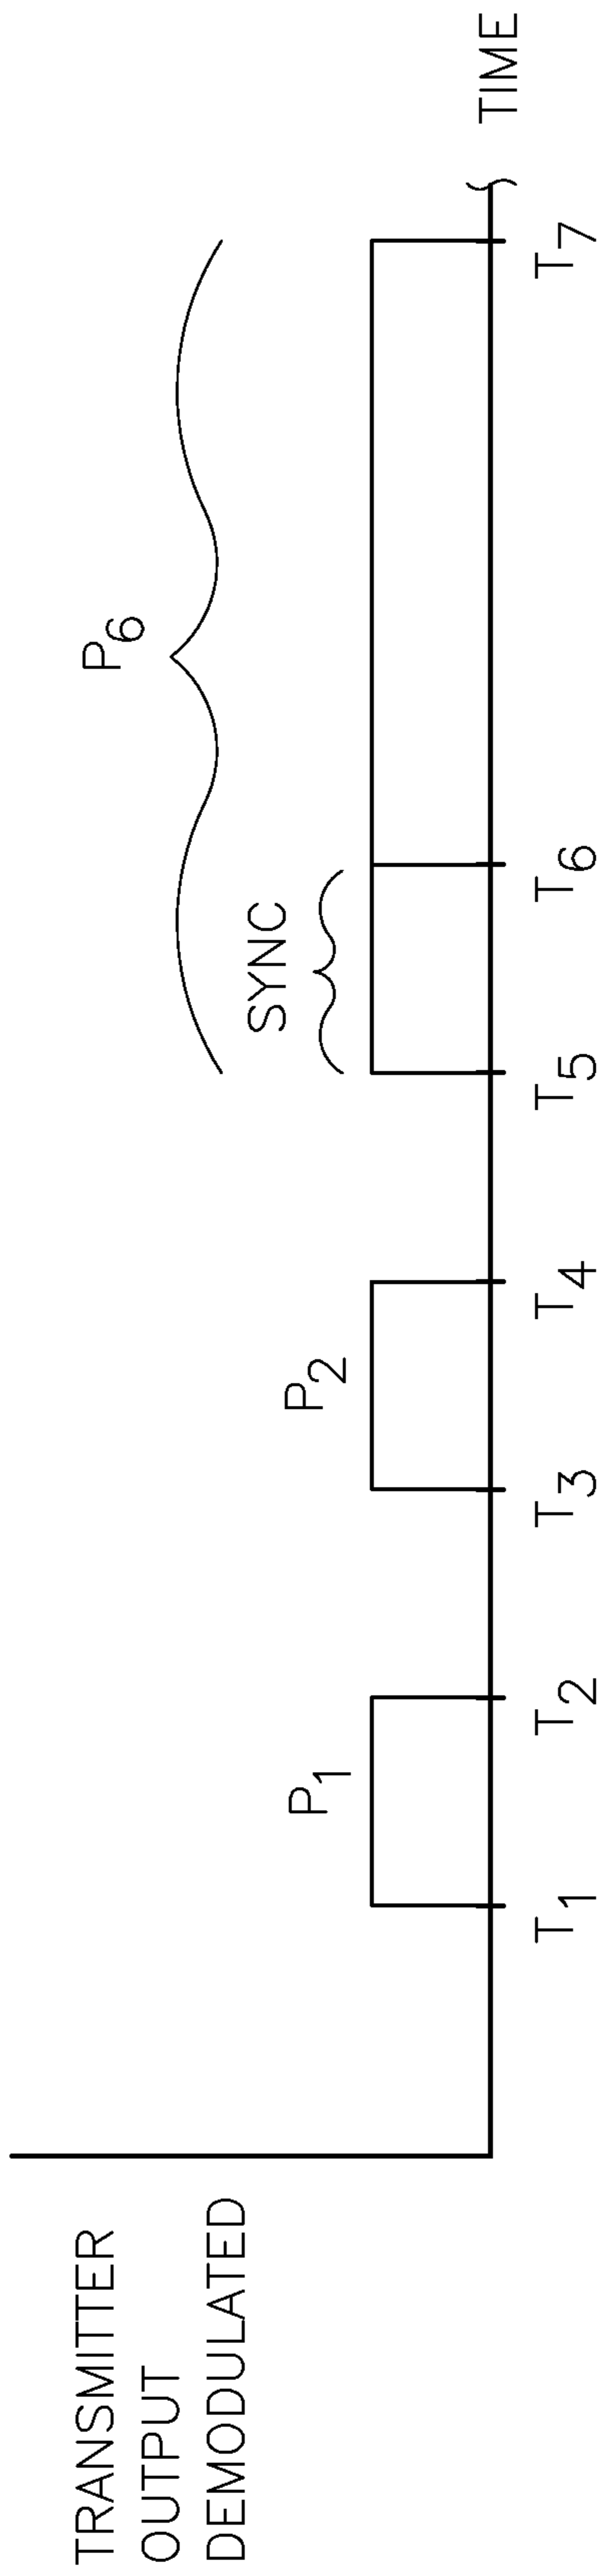 TRANSMITTER
OUTPUT
DEMODULATED
P6
SYNC
P1
P2
T1 T2 T3 T4 T5 T6 T7
TIME